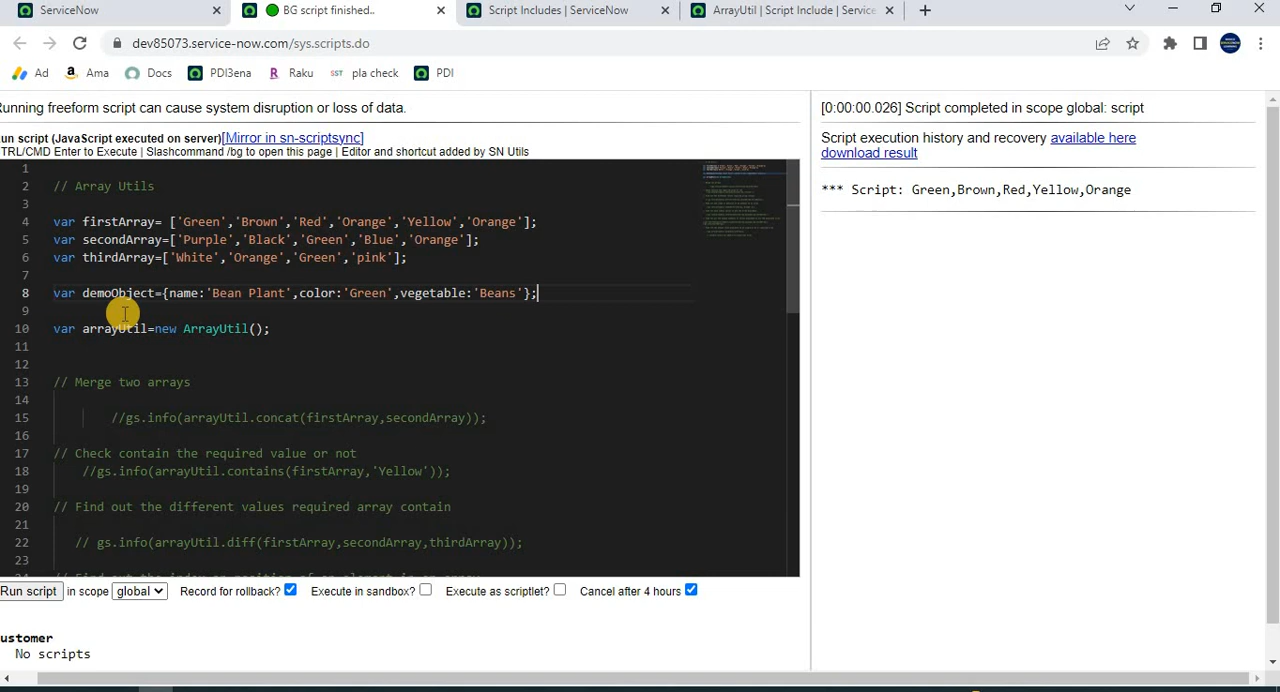 ServiceNow
BG script finished..
Script Includes | ServiceNow
ArrayUtil | Script Include | Service
dev85073.service-now.com/sys.scripts.do
Ad
Ama
Docs
PDI3ena
Raku
SST pla check
PDI
unning freeform script can cause system disruption or loss of data.
un script (JavaScript executed on server)[Mirror in sn-scriptsync]
TRL/CMD Enter to Execute | Slashcommand /bg to open this page | Editor and shortcut added by SN Utils
1
2 // Array Utils
3
4 var firstArray= ['Green','Brown','Red','Orange','Yellow','Orange'];
5 var secondArray=['Purple','Black','Green','Blue','Orange'];
6 var thirdArray=['White','Orange','Green','pink'];
7
8 var demoObject={name:'Bean Plant',color:'Green',vegetable:'Beans'};
9
10 var arrayUtil=new ArrayUtil();
11
12
13 // Merge two arrays
14
15 //gs.info(arrayUtil.concat(firstArray,secondArray));
16
17 // Check contain the required value or not
18 //gs.info(arrayUtil.contains(firstArray,'Yellow'));
19
20 // Find out the different values required array contain
21
22 // gs.info(arrayUtil.diff(firstArray,secondArray,thirdArray));
23
Run script in scope global Record for rollback? Execute in sandbox? Execute as scriptlet? Cancel after 4 hours
ustomer
No scripts
[0:00:00.026] Script completed in scope global: script
Script execution history and recovery available here
download result
*** Script: Green,Brown,Red,Yellow,Orange